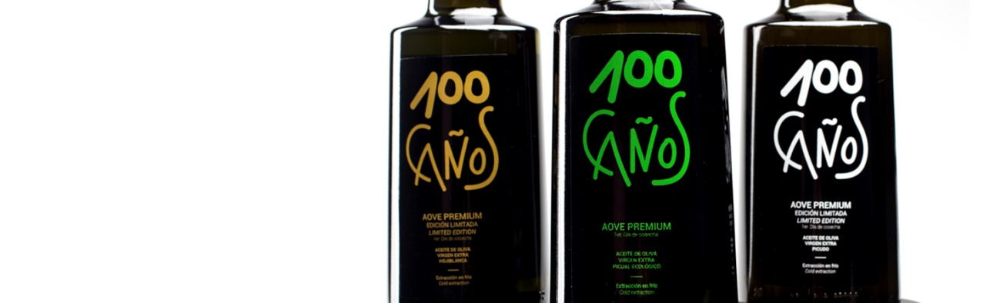 100
CAÑOS
AOVE PREMIUM
EDICIÓN LIMITADA
LIMITED EDITION
1er. Día de cosecha
ACEITE DE OLIVA
VIRGEN EXTRA
HOJIBLANCA
Extracción en frío
Cold extraction
100
CAÑOS
AOVE PREMIUM
1er. Día de cosecha
ACEITE DE OLIVA
VIRGEN EXTRA
PICUAL ECOLÓGICO
Extracción en frío
Cold extraction
100
CAÑOS
AOVE PREMIUM
EDICIÓN LIMITADA
LIMITED EDITION
1er. Día de cosecha
ACEITE DE OLIVA
VIRGEN EXTRA
PICUDO
Extracción en frío
Cold extraction